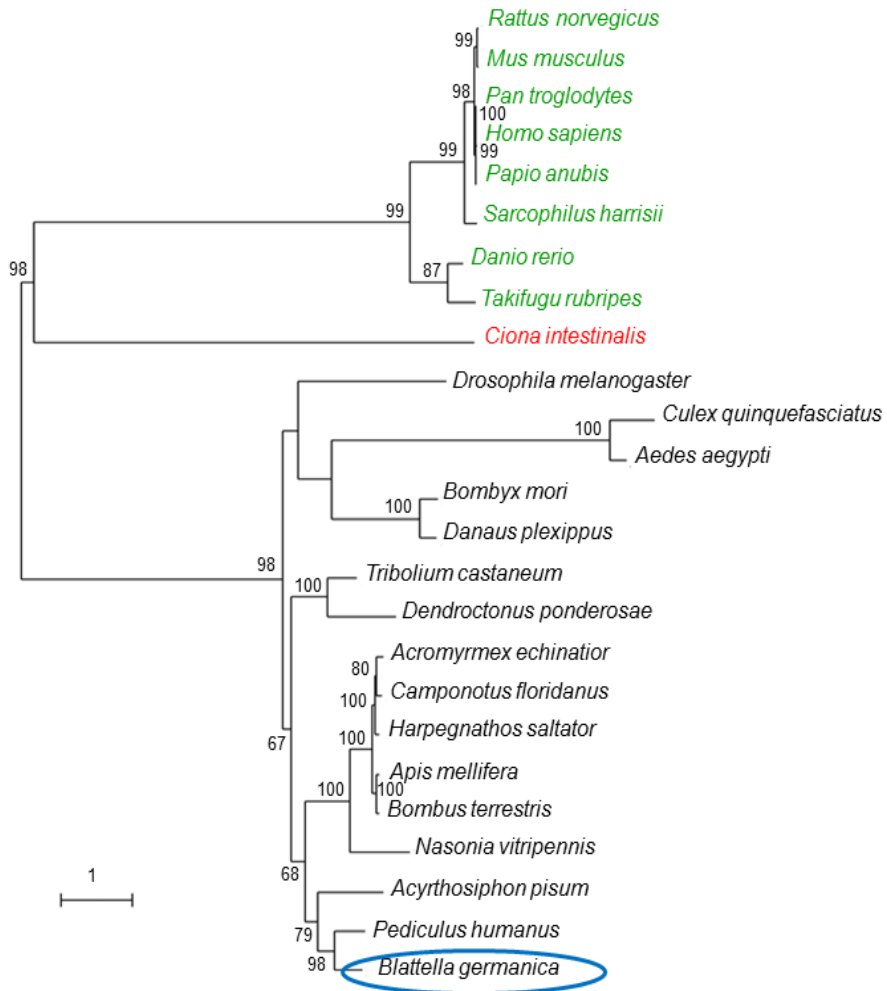 Rattus norvegicus
99
Mus musculus
98
Pan troglodytes
100
Homo sapiens
99
99
Papio anubis
99
Sarcophilus harrisii
98
87
Danio rerio
Takifugu rubripes
Ciona intestinalis
Drosophila melanogaster
Culex quinquefasciatus
100
Aedes aegypti
100
Bombyx mori
Danaus plexippus
98
100
Tribolium castaneum
Dendroctonus ponderosae
Acromyrmex echinatior
80
Camponotus floridanus
100
Harpegnathos saltator
67
100
Apis mellifera
100
100
Bombus terrestris
Nasonia vitripennis
1
68
Acyrthosiphon pisum
79
Pediculus humanus
98
Blattella germanica